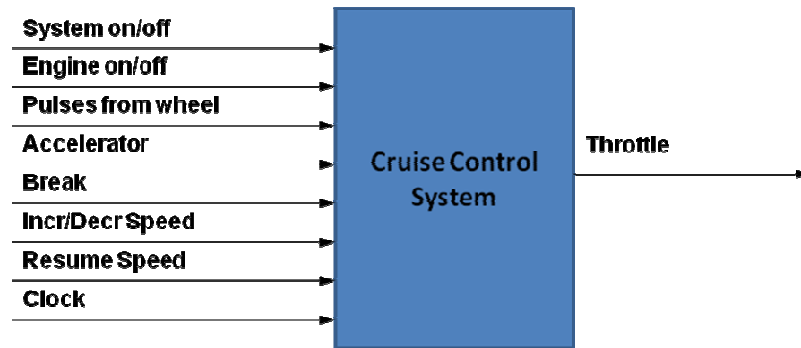 System on/off
Engine on/off
Pulses from wheel
Accelerator
Break
Incr/Decr Speed
Resume Speed
Clock
Cruise Control
System
Throttle